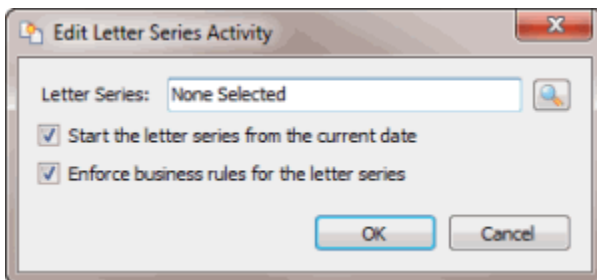 Edit Letter Series Activity
Letter Series: None Selected
Start the letter series from the current date
Enforce business rules for the letter series
OK Cancel